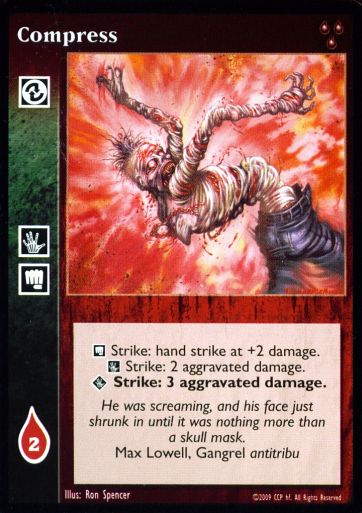 Compress
Strike: hand strike at +2 damage.
Strike: 2 aggravated damage.
Strike: 3 aggravated damage.
He was screaming, and his face just
shrunk in until it was nothing more than
a skull mask.
Max Lowell, Gangrel antitribu
2
Illus: Ron Spencer
©2009 CCP hf. All Rights Reserved